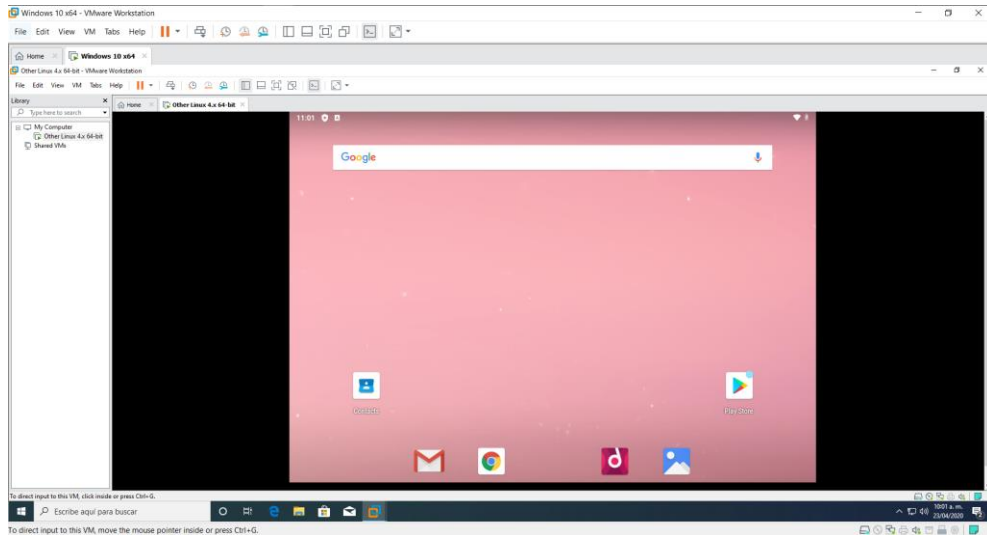 Windows 10 x64 - VMware Workstation
File Edit View VM Tabs Help
Home Windows 10 x64
Other Linux 4.x 64-bit - VMware Workstation
File Edit View VM Tabs Help
Library
Home Other Linux 4.x 64-bit
Type here to search
My Computer
Other Linux 4.x 64-bit
Shared VMs
11:01
Google
Contacts
Play Store
To direct input to this VM, click inside or press Ctrl+G.
Escribe aquí para buscar
10:01 a. m.
23/04/2020
To direct input to this VM, move the mouse pointer inside or press Ctrl+G.